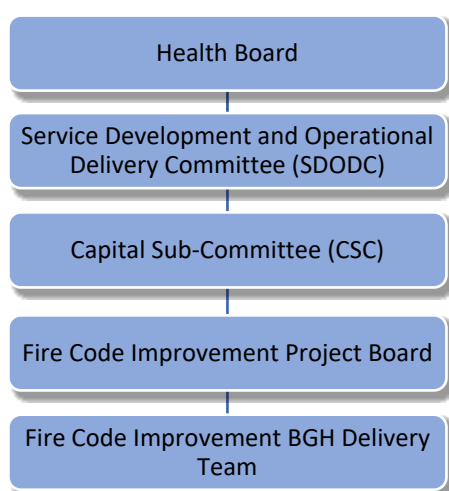 Health Board
Service Development and Operational
Delivery Committee (SDODC)
Capital Sub-Committee (CSC)
Fire Code Improvement Project Board
Fire Code Improvement BGH Delivery
Team